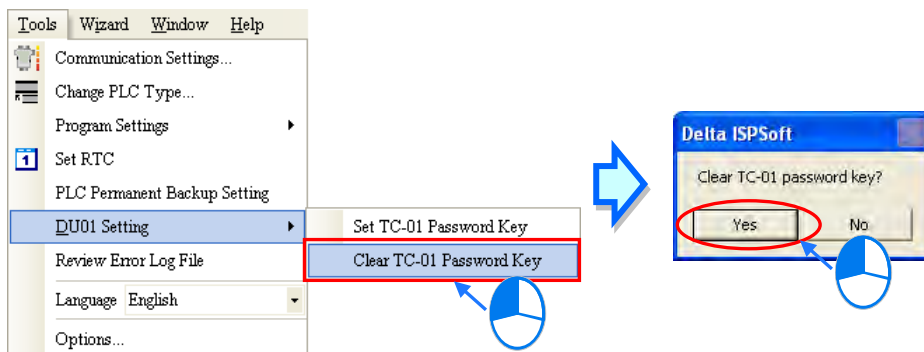 Tools Wizard Window Help
Communication Settings...
Change PLC Type...
Program Settings
1 Set RTC
PLC Permanent Backup Setting
DU01 Setting
Set TC-01 Password Key
Review Error Log File
Clear TC-01 Password Key
Language English
Options...
Delta ISPSoft
Clear TC-01 password key?
Yes No